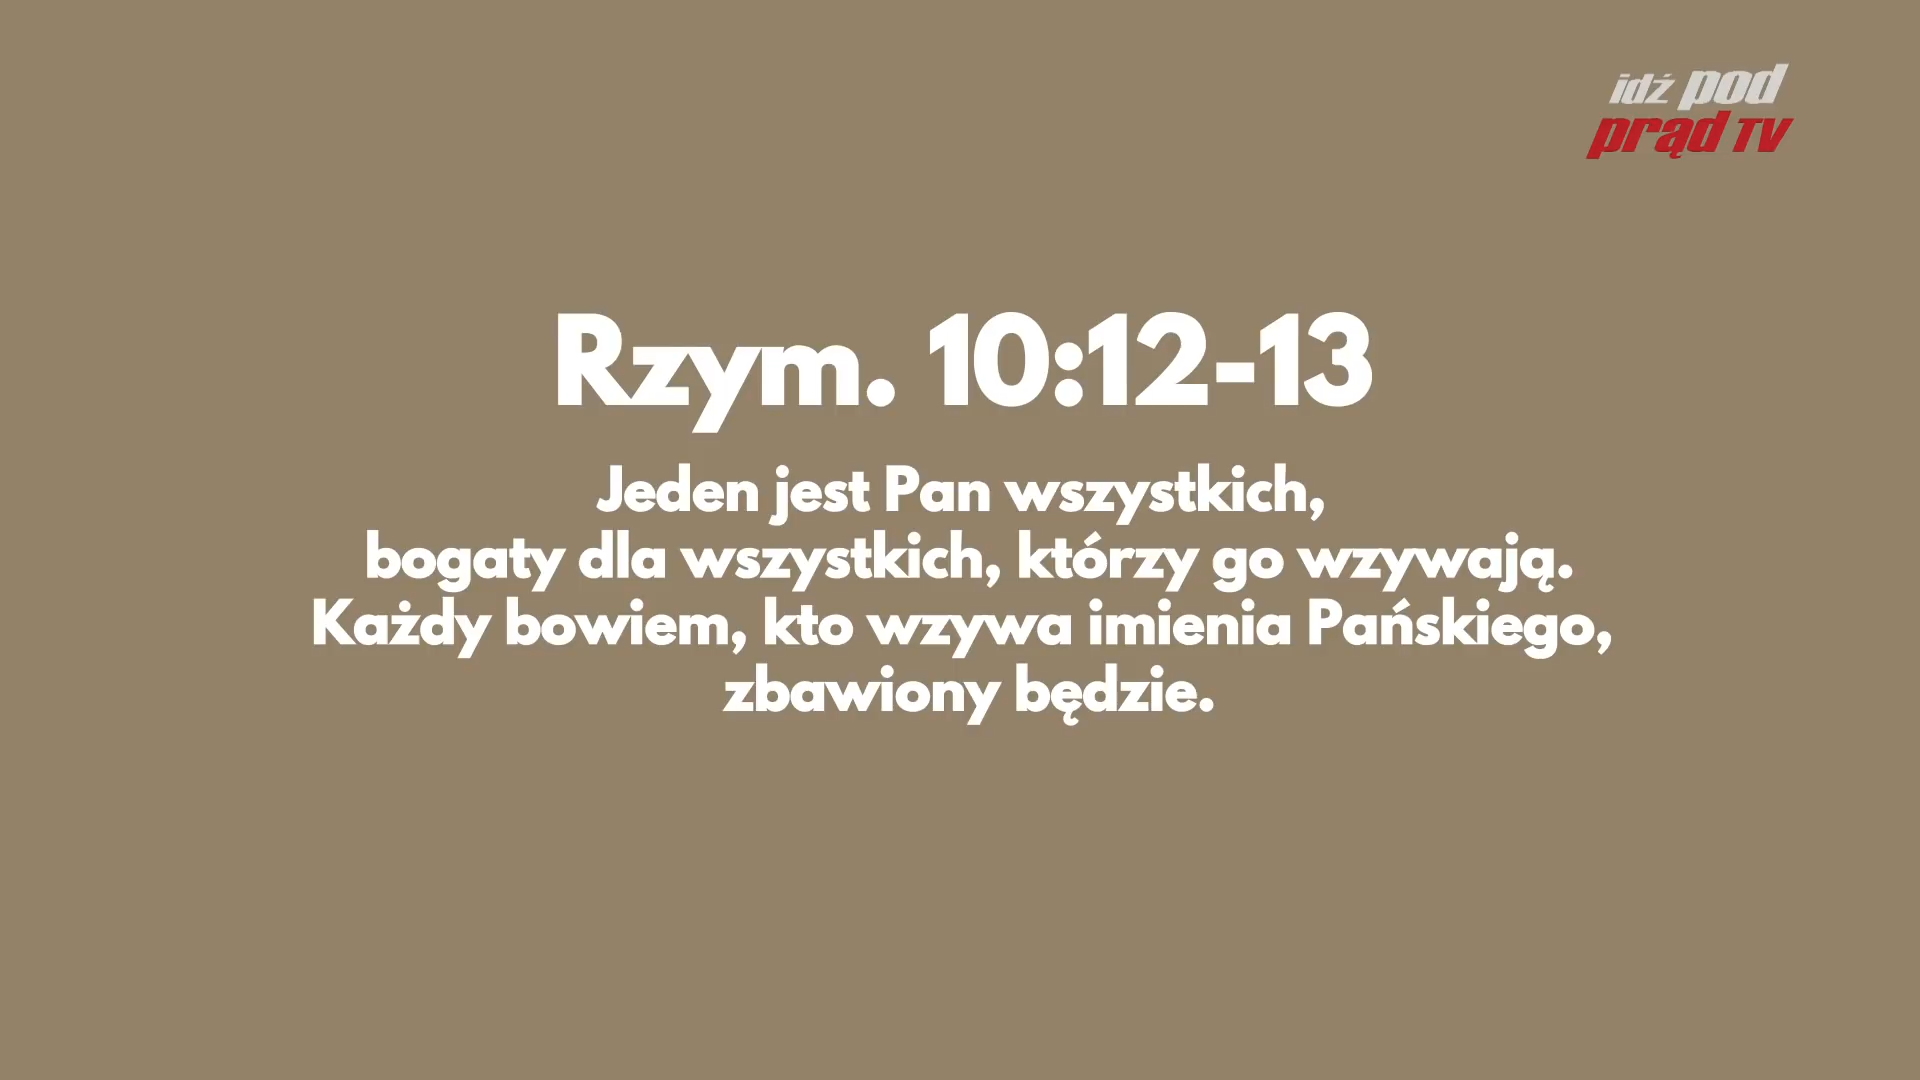 idź pod
prąd TV
Rzym. 10:12-13
Jeden jest Pan wszystkich,
bogaty dla wszystkich, którzy go wzywają.
Każdy bowiem, kto wzywa imienia Pańskiego,
zbawiony będzie.